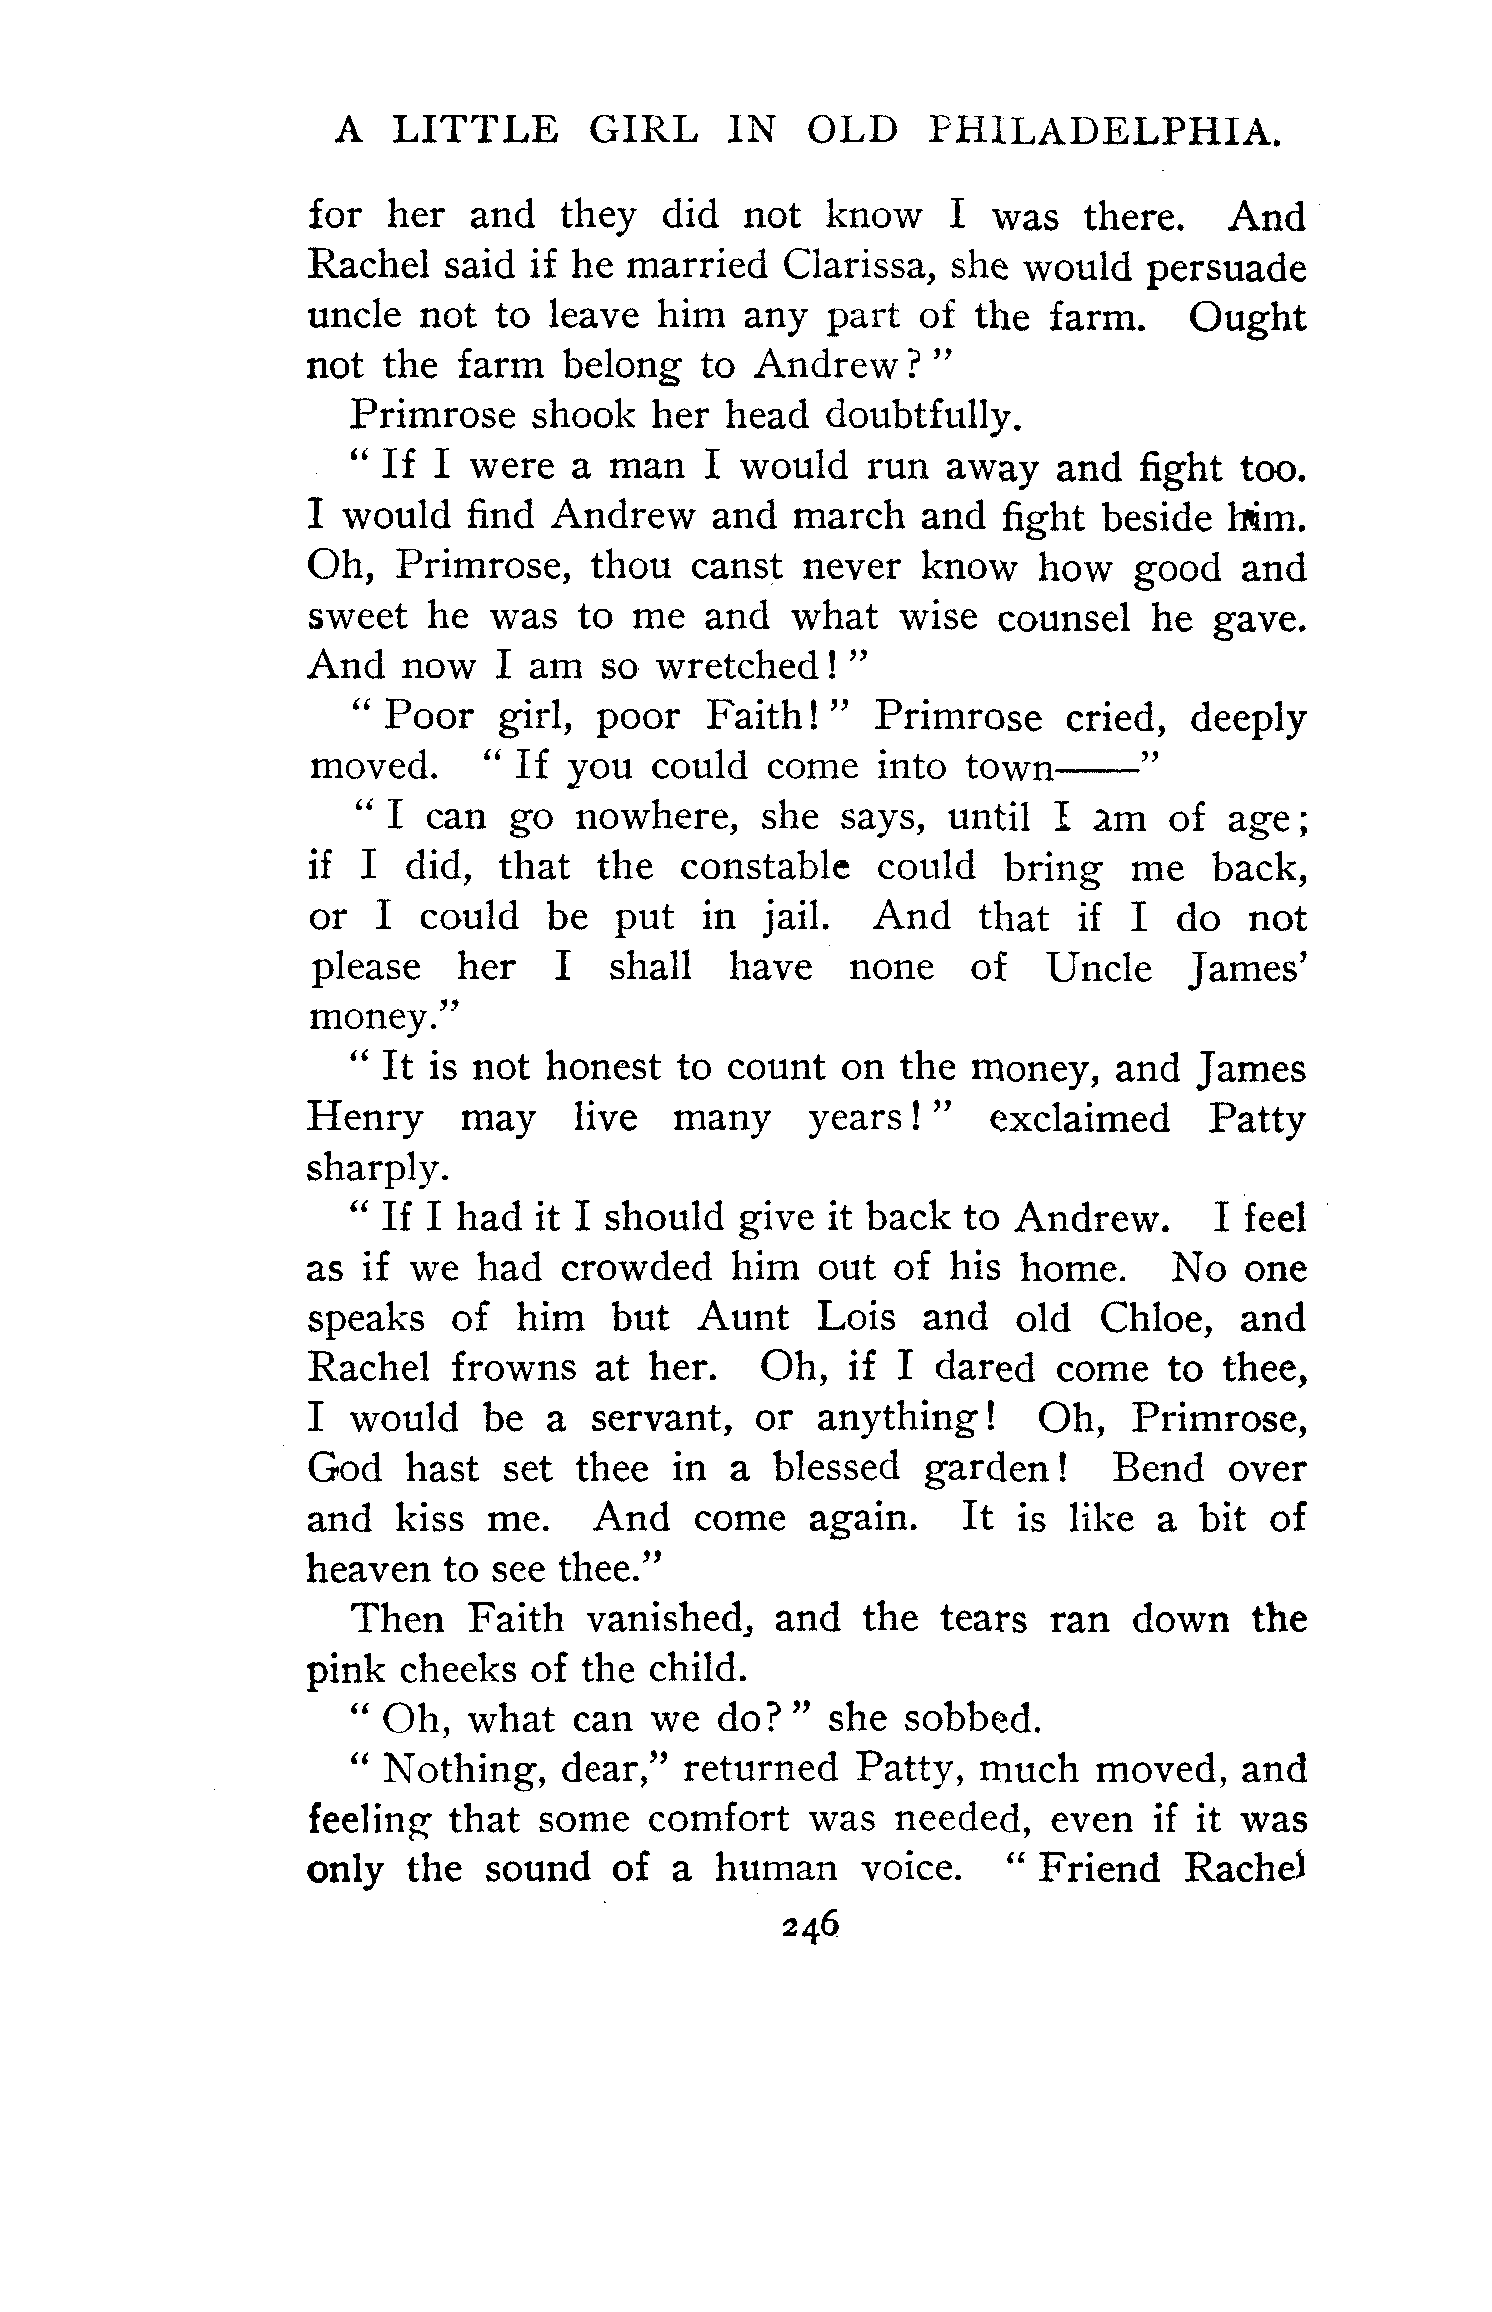 A LITTLE GIRL IN OLD PHILADELPHIA.
for her and they did not know I was there. And
Rachel said if he married Clarissa, she would persuade
uncle not to leave him any part of the farm. Ought
not the farm belong to Andrew?"
Primrose shook her head doubtfully.
"If I were a man I would run away and fight too.
I would find Andrew and march and fight beside him.
Oh, Primrose, thou canst never know how good and
sweet he was to me and what wise counsel he gave.
And now I am so wretched!"
"Poor girl, poor Faith!" Primrose cried, deeply
moved. "If you could come into town——"
"I can go nowhere, she says, until I am of age;
if I did, that the constable could bring me back,
or I could be put in jail. And that if I do not
please her I shall have none of Uncle James'
money."
"It is not honest to count on the money, and James
Henry may live many years!" exclaimed Patty
sharply.
"If I had it I should give it back to Andrew. I feel
as if we had crowded him out of his home. No one
speaks of him but Aunt Lois and old Chloe, and
Rachel frowns at her. Oh, if I dared come to thee,
I would be a servant, or anything! Oh, Primrose,
God hast set thee in a blessed garden! Bend over
and kiss me. And come again. It is like a bit of
heaven to see thee."
Then Faith vanished, and the tears ran down the
pink cheeks of the child.
"Oh, what can we do?" she sobbed.
"Nothing, dear," returned Patty, much moved, and
feeling that some comfort was needed, even if it was
only the sound of a human voice. "Friend Rachel
246